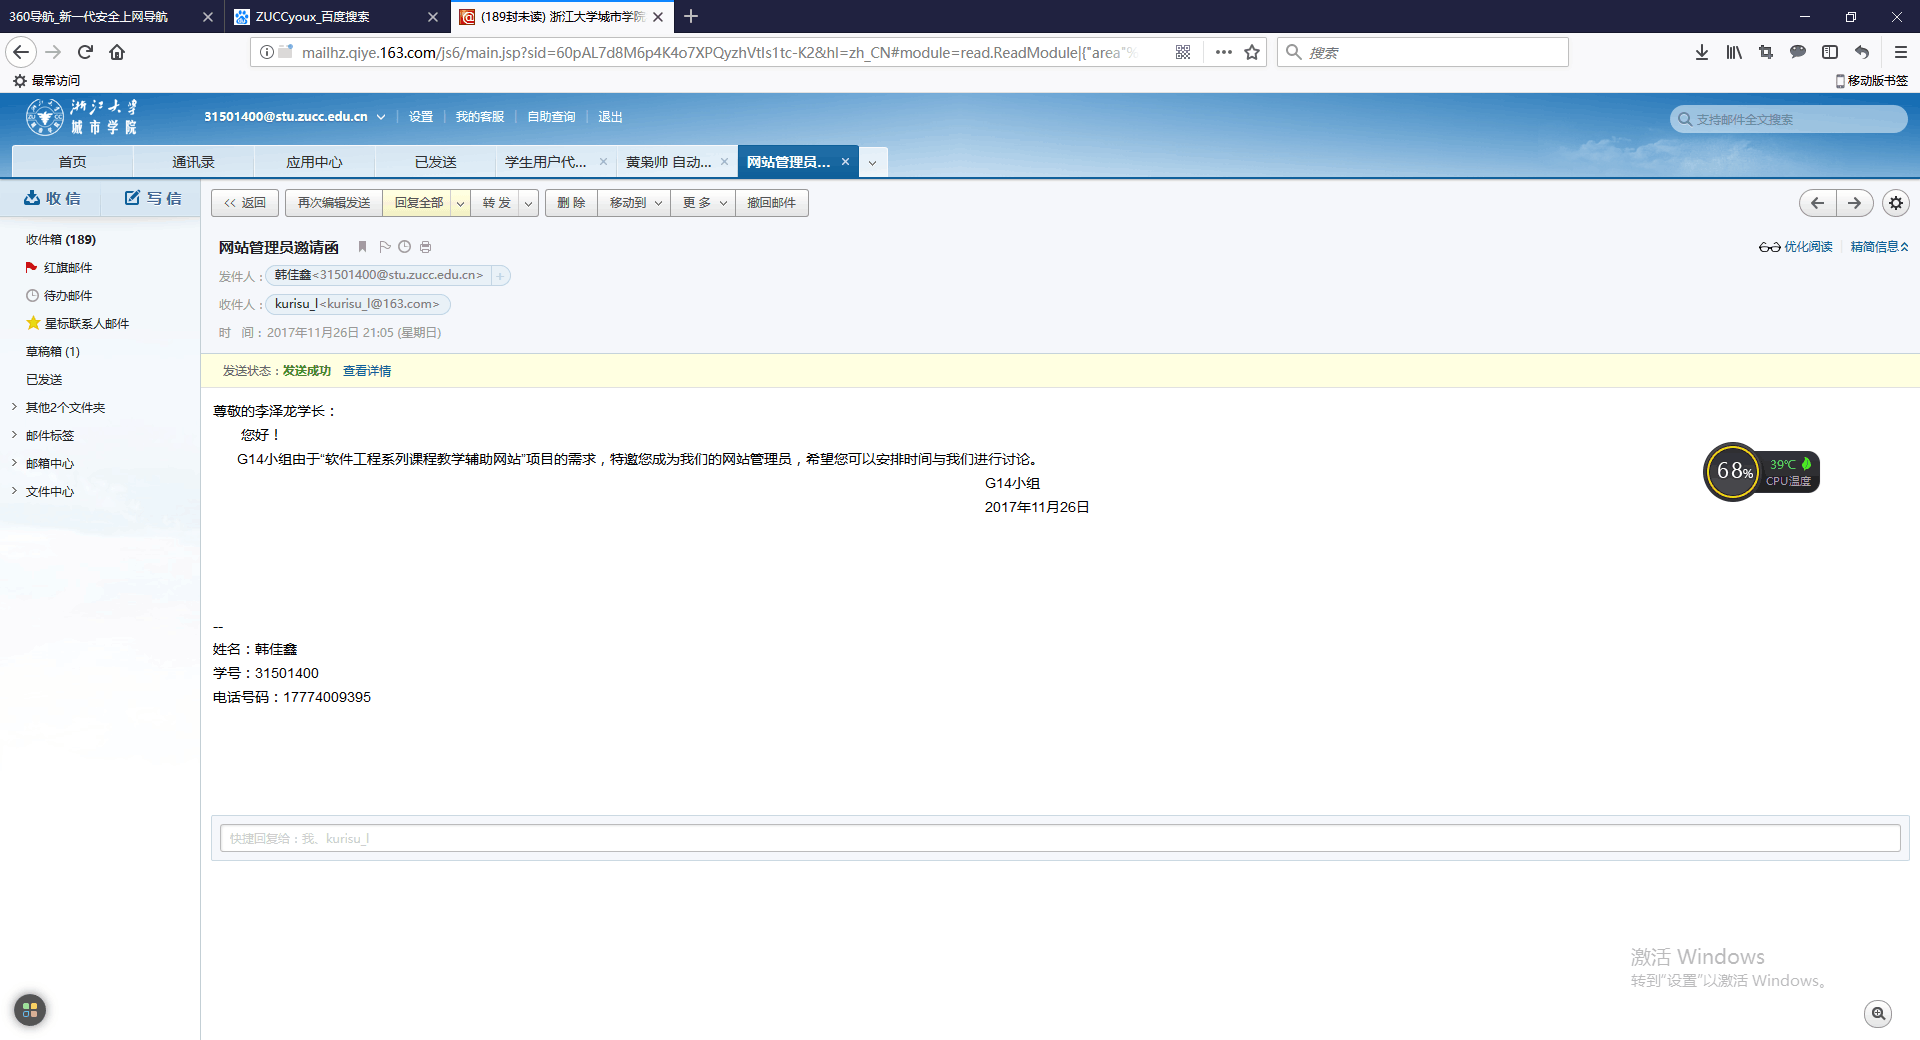 360导航_新一代安全上网导航
ZUCCyoux_百度搜索
(189封未读) 浙江大学城市学院
mailhz.qiye.163.com/js6/main.jsp?sid=60pAL7d8M6p4K4o7XPQyzhVtIs1tc-K2&hl=zh_CN#module=read.ReadModule|{"area"%
搜索
最常访问
移动版书签
浙江大学
城市学院
31501400@stu.zucc.edu.cn 设置 我的客服 自助查询 退出
支持邮件全文搜索
首页 通讯录 应用中心 已发送 学生用户代... 黄枭帅 自动... 网站管理员...
收信 写信
<< 返回 再次编辑发送 回复全部 转发 删除 移动到 更多 撤回邮件
收件箱 (189)
红旗邮件
待办邮件
星标联系人邮件
草稿箱 (1)
已发送
其他2个文件夹
邮件标签
邮箱中心
文件中心
网站管理员邀请函
优化阅读 精简信息
发件人：韩佳鑫<31501400@stu.zucc.edu.cn> +
收件人：kurisu_l<kurisu_l@163.com>
时 间：2017年11月26日 21:05 (星期日)
发送状态：发送成功 查看详情
尊敬的李泽龙学长：
您好！
G14小组由于“软件工程系列课程教学辅助网站”项目的需求，特邀您成为我们的网站管理员，希望您可以安排时间与我们进行讨论。
G14小组
2017年11月26日
68%
39℃
CPU温度
--
姓名：韩佳鑫
学号：31501400
电话号码：17774009395
快捷回复给：我、kurisu_l
激活 Windows
转到“设置”以激活 Windows。